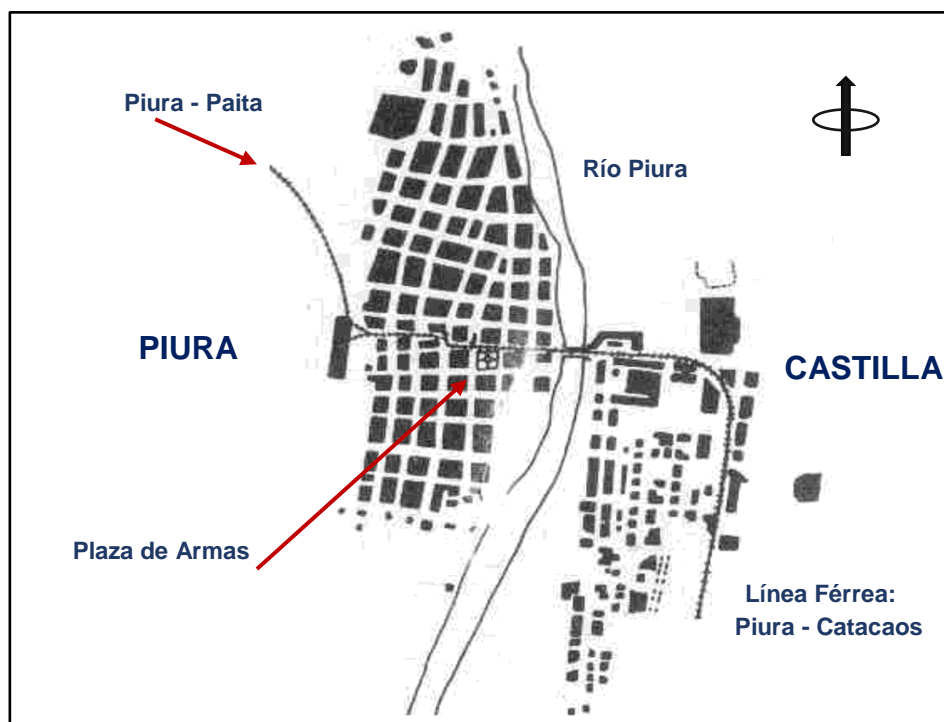 Piura - Paita
Río Piura
PIURA
CASTILLA
Plaza de Armas
Línea Férrea:
Piura - Catacaos